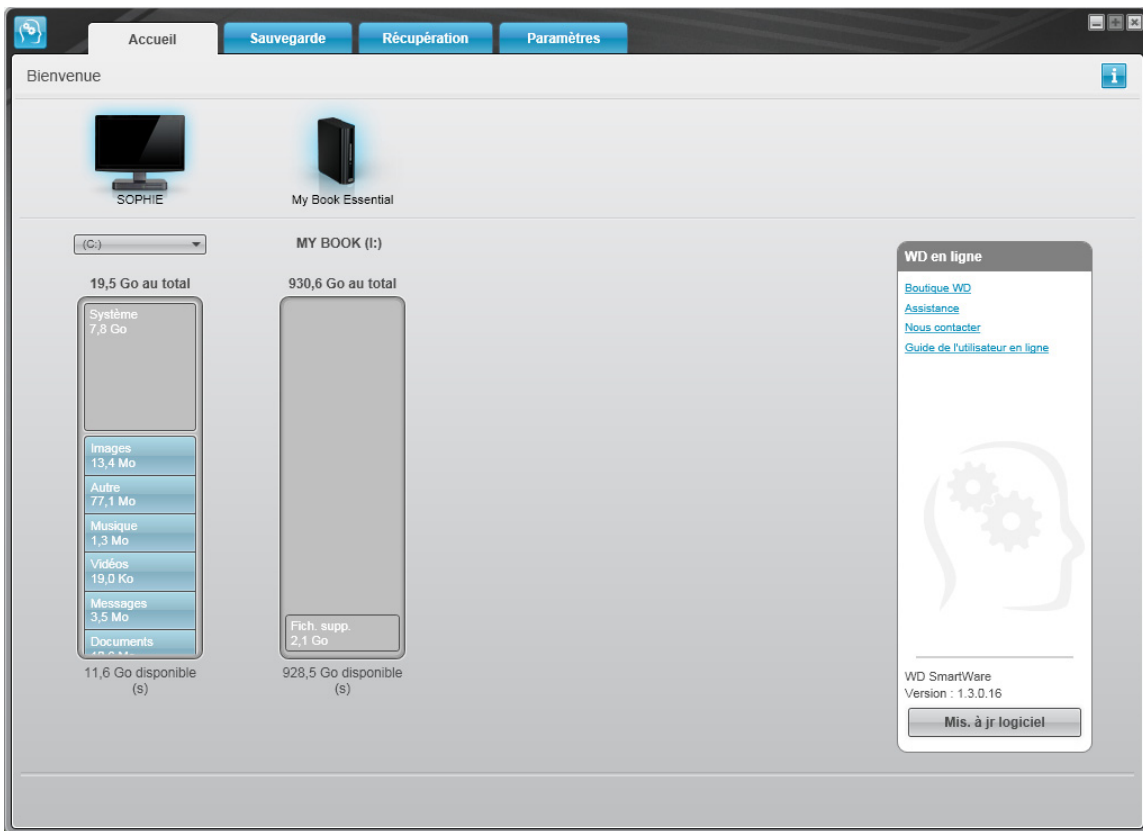 Accueil
Sauvegarde
Récupération
Paramètres
Bienvenue
SOPHIE
My Book Essential
(C:)
MY BOOK (I:)
19,5 Go au total
930,6 Go au total
Système
7,8 Go
Images
13,4 Mo
Autre
77,1 Mo
Musique
1,3 Mo
Vidéos
19,0 Ko
Messages
3,5 Mo
Documents
11,6 Go disponible
(s)
Fich. supp.
2,1 Go
928,5 Go disponible
(s)
WD en ligne
Boutique WD
Assistance
Nous contacter
Guide de l'utilisateur en ligne
WD SmartWare
Version : 1.3.0.16
Mis. à jr logiciel